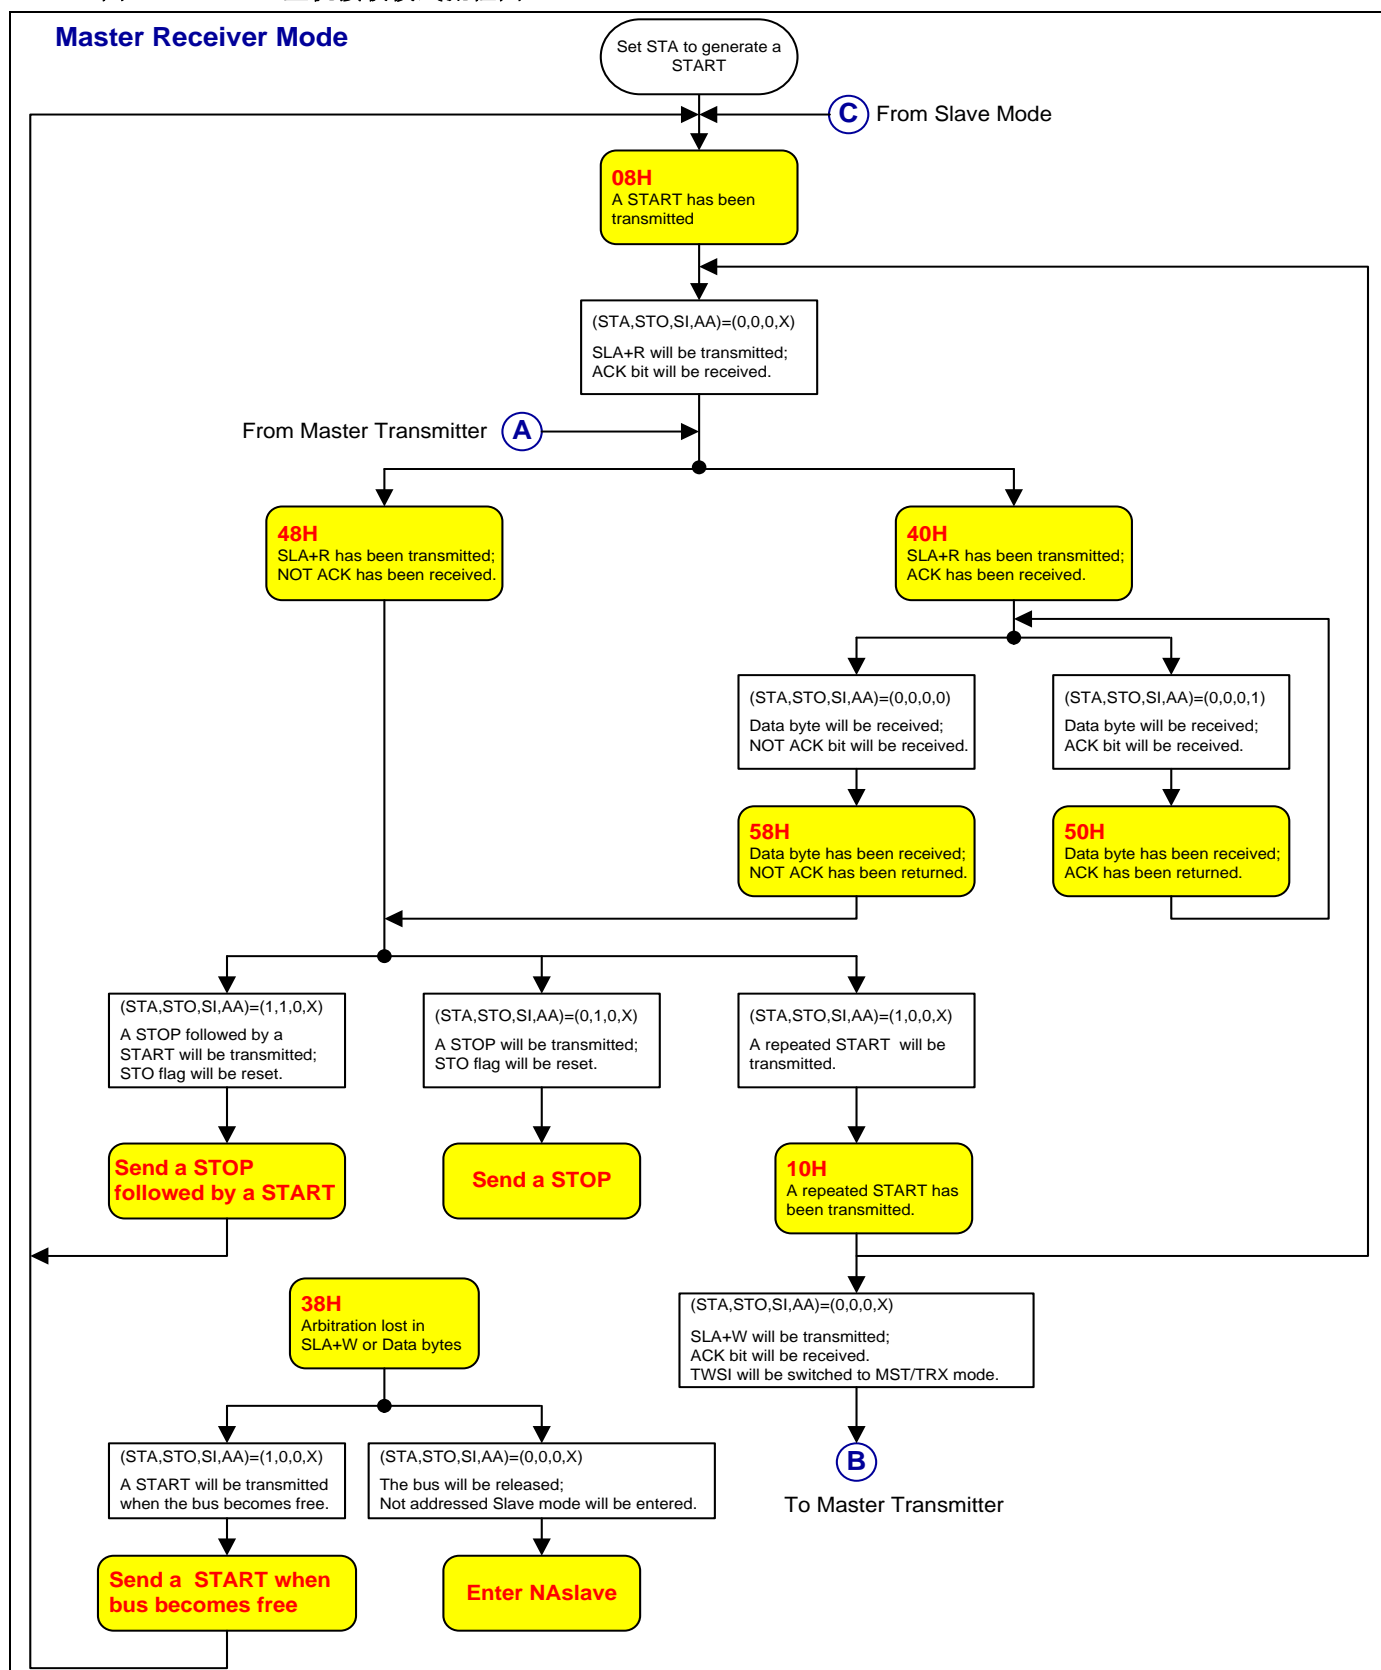 Master Receiver Mode
Set STA to generate a
START
C
From Slave Mode
08H
A START has been
transmitted
(STA,STO,SI,AA)=(0,0,0,X)
SLA+R will be transmitted;
ACK bit will be received.
From Master Transmitter
A
48H
SLA+R has been transmitted;
NOT ACK has been received.
40H
SLA+R has been transmitted;
ACK has been received.
(STA,STO,SI,AA)=(0,0,0,0)
Data byte will be received;
NOT ACK bit will be received.
(STA,STO,SI,AA)=(0,0,0,1)
Data byte will be received;
ACK bit will be received.
58H
Data byte has been received;
NOT ACK has been returned.
50H
Data byte has been received;
ACK has been returned.
(STA,STO,SI,AA)=(1,1,0,X)
A STOP followed by a
START will be transmitted;
STO flag will be reset.
(STA,STO,SI,AA)=(0,1,0,X)
A STOP will be transmitted;
STO flag will be reset.
(STA,STO,SI,AA)=(1,0,0,X)
A repeated START will be
transmitted.
Send a STOP
followed by a START
Send a STOP
10H
A repeated START has
been transmitted.
38H
Arbitration lost in
SLA+W or Data bytes
(STA,STO,SI,AA)=(0,0,0,X)
SLA+W will be transmitted;
ACK bit will be received.
TWSI will be switched to MST/TRX mode.
(STA,STO,SI,AA)=(1,0,0,X)
A START will be transmitted
when the bus becomes free.
(STA,STO,SI,AA)=(0,0,0,X)
The bus will be released;
Not addressed Slave mode will be entered.
B
To Master Transmitter
Send a START when
bus becomes free
Enter NAslave